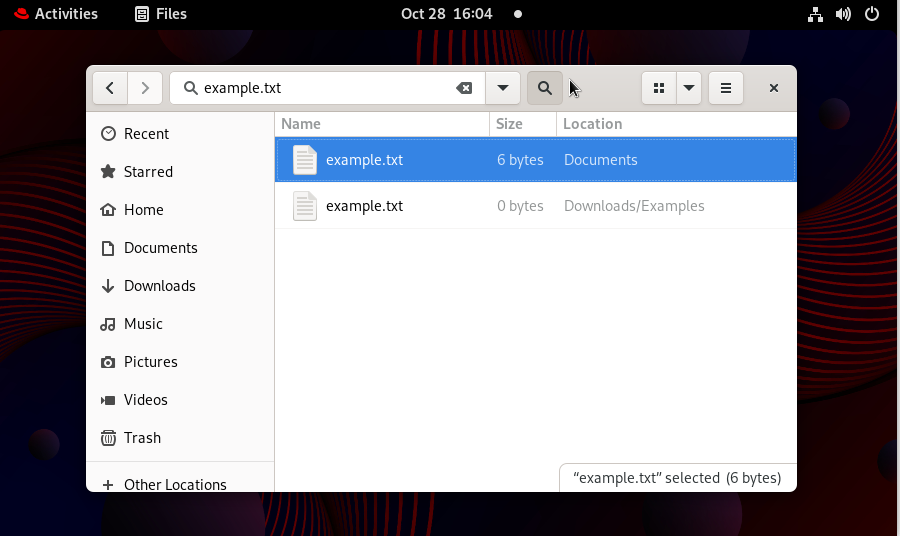 Activities Files Oct 28 16:04
example.txt
Name Size Location
example.txt 6 bytes Documents
example.txt 0 bytes Downloads/Examples
Recent
Starred
Home
Documents
Downloads
Music
Pictures
Videos
Trash
Other Locations
“example.txt” selected (6 bytes)